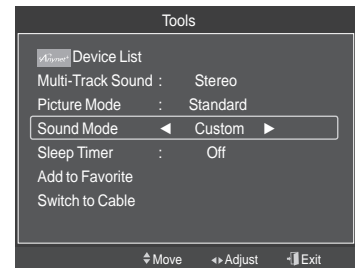 Tools
Anynet+ Device List
Multi-Track Sound : Stereo
Picture Mode : Standard
Sound Mode ◄ Custom ►
Sleep Timer : Off
Add to Favorite
Switch to Cable
Move Adjust Exit